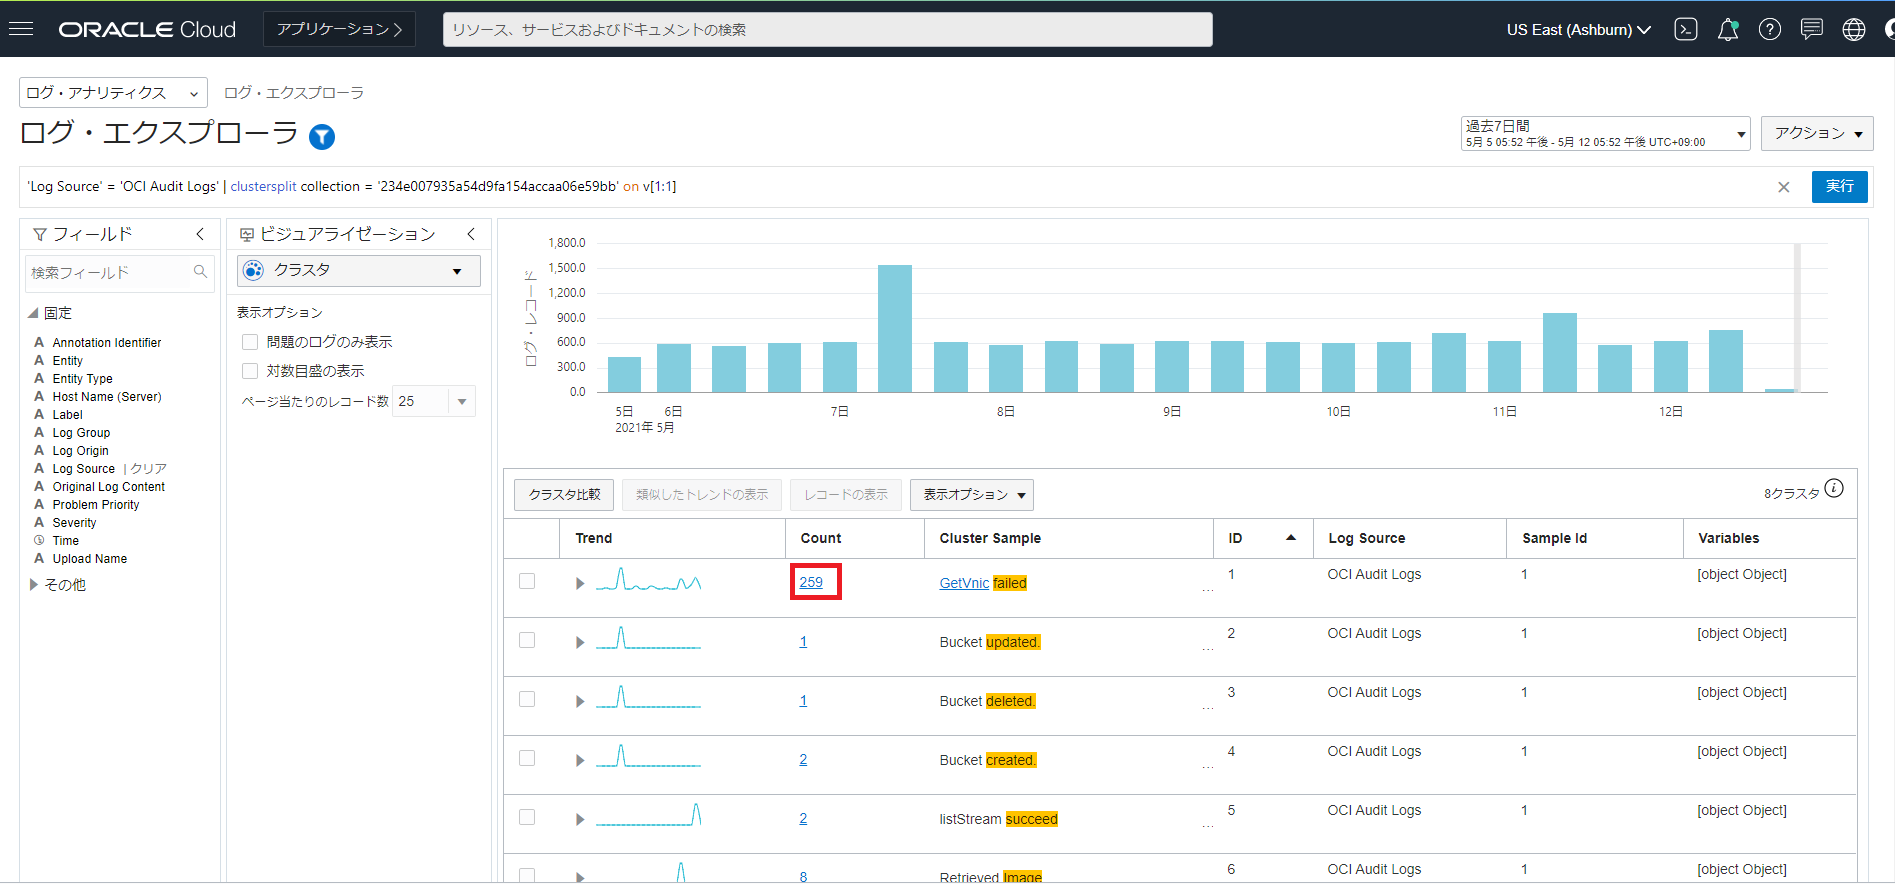 ORACLE Cloud
アプリケーション
リソース、サービスおよびドキュメントの検索
US East (Ashburn)
ログ・アナリティクス
ログ・エクスプローラ
ログ・エクスプローラ
過去7日間
5月 5 05:52 午後 - 5月 12 05:52 午後 UTC+09:00
アクション
'Log Source' = 'OCI Audit Logs' | clustersplit collection = '234e007935a54d9fa154accaa06e59bb' on v[1:1]
実行
フィールド
検索フィールド
固定
A Annotation Identifier
A Entity
A Entity Type
A Host Name (Server)
A Label
A Log Group
A Log Origin
A Log Source | クリア
A Original Log Content
A Problem Priority
A Severity
Time
A Upload Name
その他
ビジュアライゼーション
クラスタ
表示オプション
問題のログのみ表示
対数目盛の表示
ページ当たりのレコード数 25
ログ・レコード
1,800.0
1,500.0
1,200.0
900.0
600.0
300.0
0.0
5日 6日 7日 8日 9日 10日 11日 12日
2021年 5月
クラスタ比較 類似したトレンドの表示 レコードの表示 表示オプション
8クラスタ
Trend Count Cluster Sample ID Log Source Sample Id Variables
259 GetVnic failed ... 1 OCI Audit Logs 1 [object Object]
1 Bucket updated. ... 2 OCI Audit Logs 1 [object Object]
1 Bucket deleted. ... 3 OCI Audit Logs 1 [object Object]
2 Bucket created. ... 4 OCI Audit Logs 1 [object Object]
2 listStream succeed ... 5 OCI Audit Logs 1 [object Object]
8 Retrieved Image 6 OCI Audit Logs 1 [object Object]